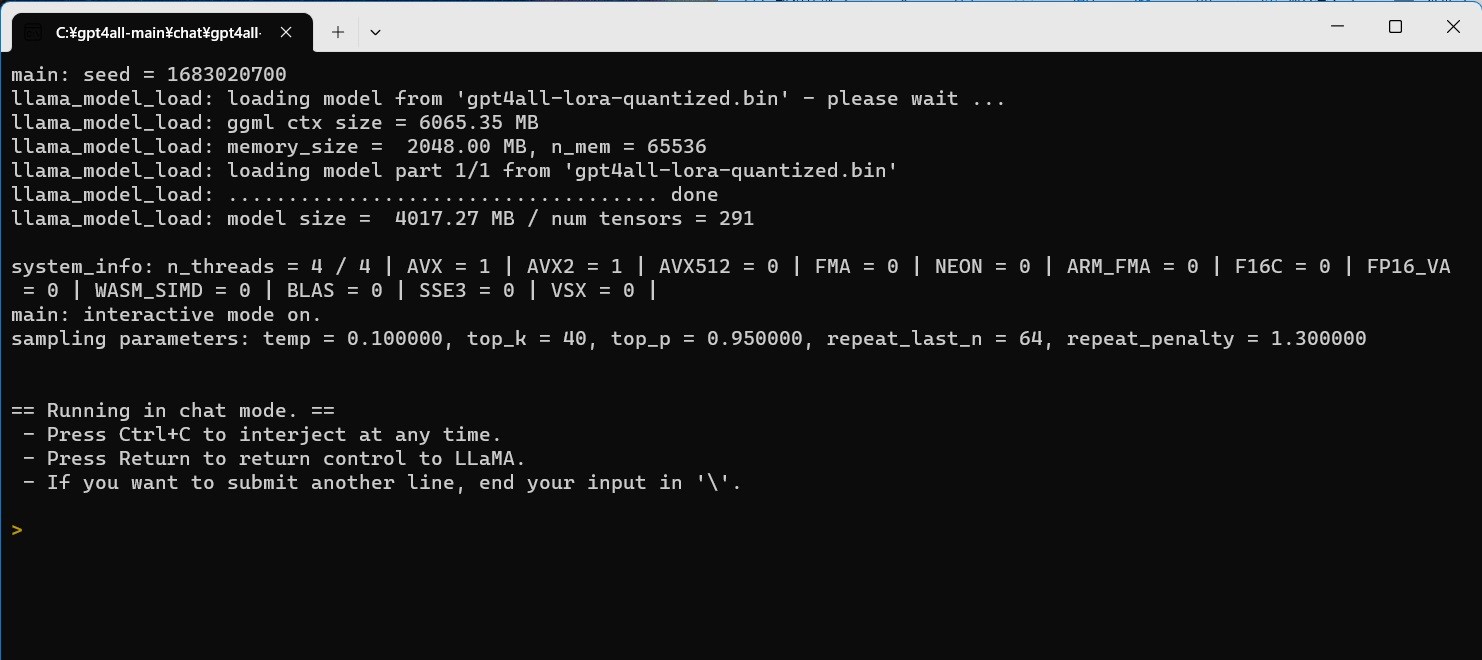 C:¥gpt4all-main¥chat¥gpt4all-
main: seed = 1683020700
llama_model_load: loading model from 'gpt4all-lora-quantized.bin' - please wait ...
llama_model_load: ggml ctx size = 6065.35 MB
llama_model_load: memory_size =  2048.00 MB, n_mem = 65536
llama_model_load: loading model part 1/1 from 'gpt4all-lora-quantized.bin'
llama_model_load: .................................... done
llama_model_load: model size =  4017.27 MB / num tensors = 291
system_info: n_threads = 4 / 4 | AVX = 1 | AVX2 = 1 | AVX512 = 0 | FMA = 0 | NEON = 0 | ARM_FMA = 0 | F16C = 0 | FP16_VA
 = 0 | WASM_SIMD = 0 | BLAS = 0 | SSE3 = 0 | VSX = 0 |
main: interactive mode on.
sampling parameters: temp = 0.100000, top_k = 40, top_p = 0.950000, repeat_last_n = 64, repeat_penalty = 1.300000
== Running in chat mode. ==
 - Press Ctrl+C to interject at any time.
 - Press Return to return control to LLaMA.
 - If you want to submit another line, end your input in '\'.
>